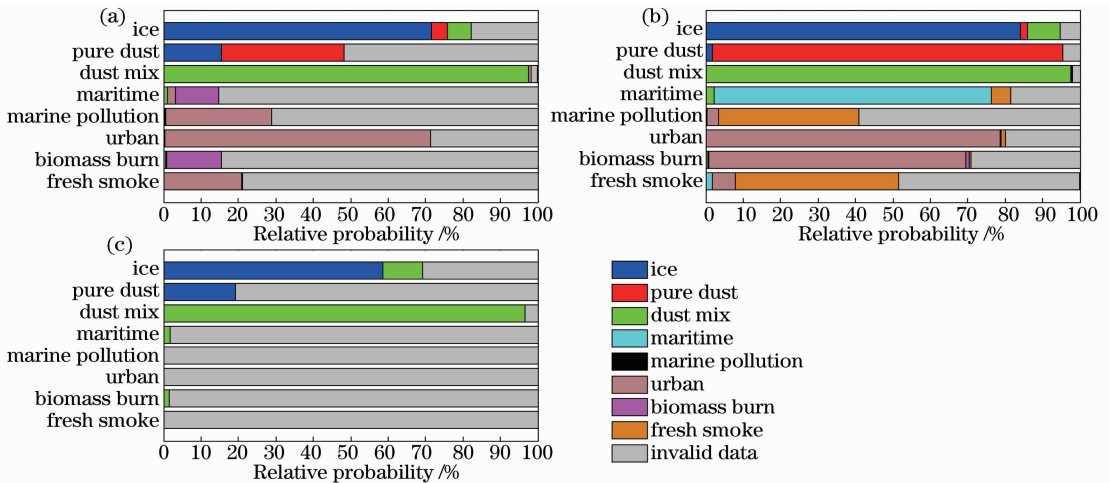 (a)
ice
pure dust
dust mix
maritime
marine pollution
urban
biomass burn
fresh smoke
0 10 20 30 40 50 60 70 80 90 100
Relative probability /%
(b)
ice
pure dust
dust mix
maritime
marine pollution
urban
biomass burn
fresh smoke
0 10 20 30 40 50 60 70 80 90 100
Relative probability /%
(c)
ice
pure dust
dust mix
maritime
marine pollution
urban
biomass burn
fresh smoke
0 10 20 30 40 50 60 70 80 90 100
Relative probability /%
ice
pure dust
dust mix
maritime
marine pollution
urban
biomass burn
fresh smoke
invalid data